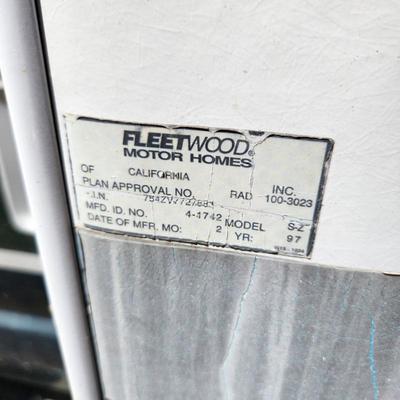 FLEETWOOD®
MOTOR HOMES
OF CALIFORNIA INC.
PLAN APPROVAL NO. RAD 100-3023
MFD. ID. NO. 4-1742 MODEL S-Z
DATE OF MFR. MO: 2 YR: 97